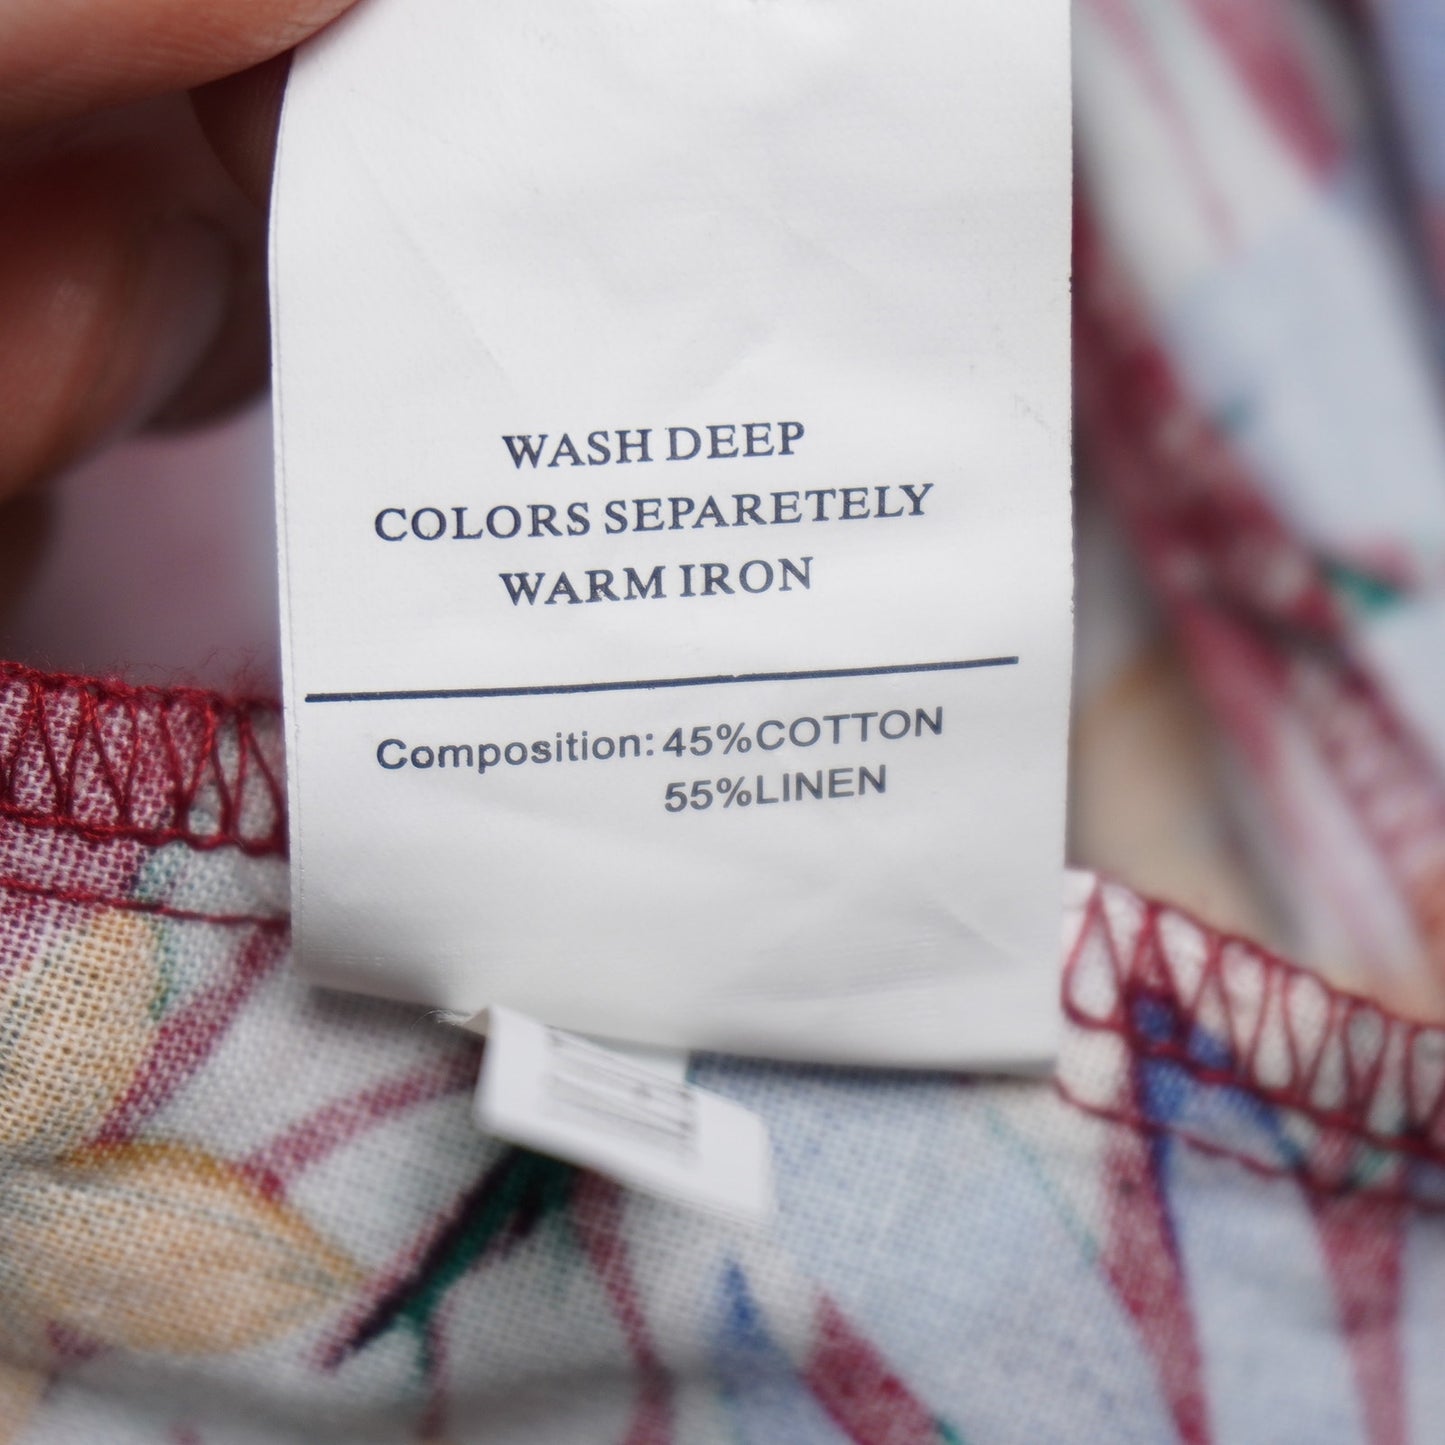 WASH DEEP
COLORS SEPARETELY
WARM IRON
Composition: 45%COTTON
55%LINEN